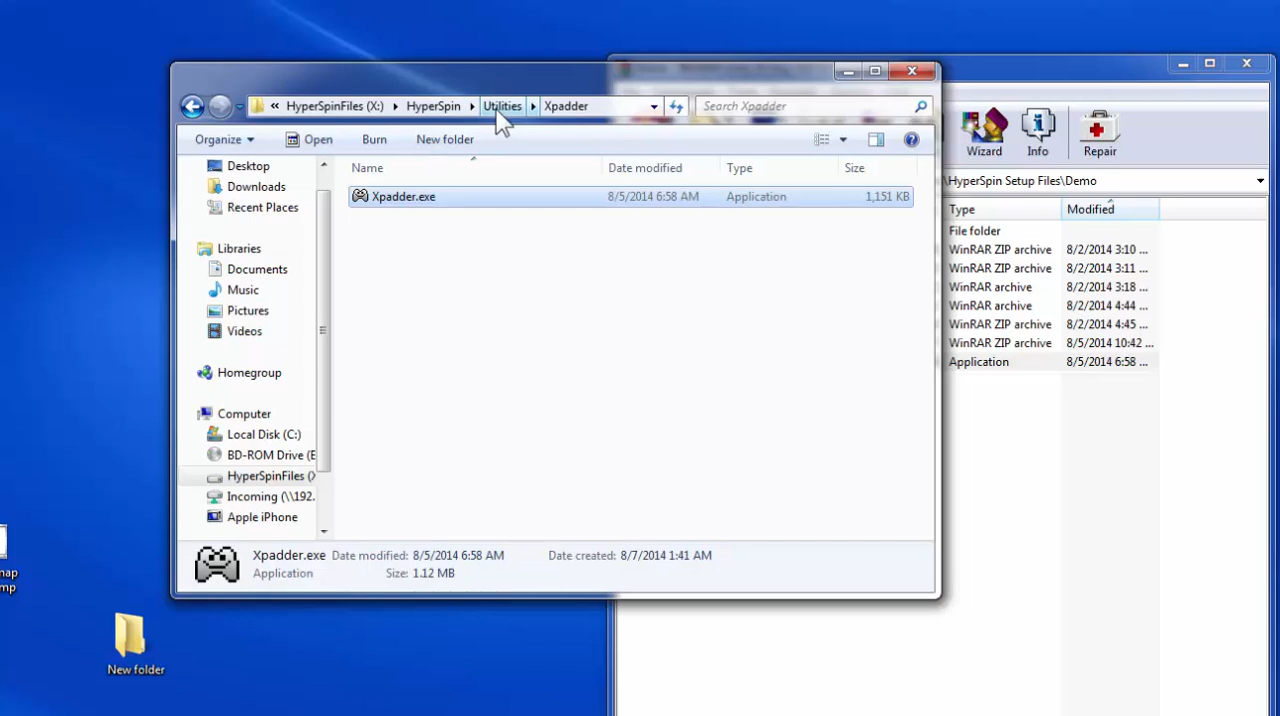 HyperSpinFiles (X:) HyperSpin Utilities Xpadder
Search Xpadder
Organize Open Burn New folder
Desktop
Downloads
Recent Places
Libraries
Documents
Music
Pictures
Videos
Homegroup
Computer
Local Disk (C:)
BD-ROM Drive (E
HyperSpinFiles (X
Incoming (\\192.
Apple iPhone
Name Date modified Type Size
Xpadder.exe 8/5/2014 6:58 AM Application 1,151 KB
Xpadder.exe Date modified: 8/5/2014 6:58 AM Date created: 8/7/2014 1:41 AM
Application Size: 1.12 MB
Wizard Info Repair
\HyperSpin Setup Files\Demo
Type Modified
File folder
WinRAR ZIP archive 8/2/2014 3:10 ...
WinRAR ZIP archive 8/2/2014 3:11 ...
WinRAR archive 8/2/2014 3:18 ...
WinRAR archive 8/2/2014 4:44 ...
WinRAR ZIP archive 8/2/2014 4:45 ...
WinRAR ZIP archive 8/5/2014 10:42 ...
Application 8/5/2014 6:58 ...
map
mp
New folder